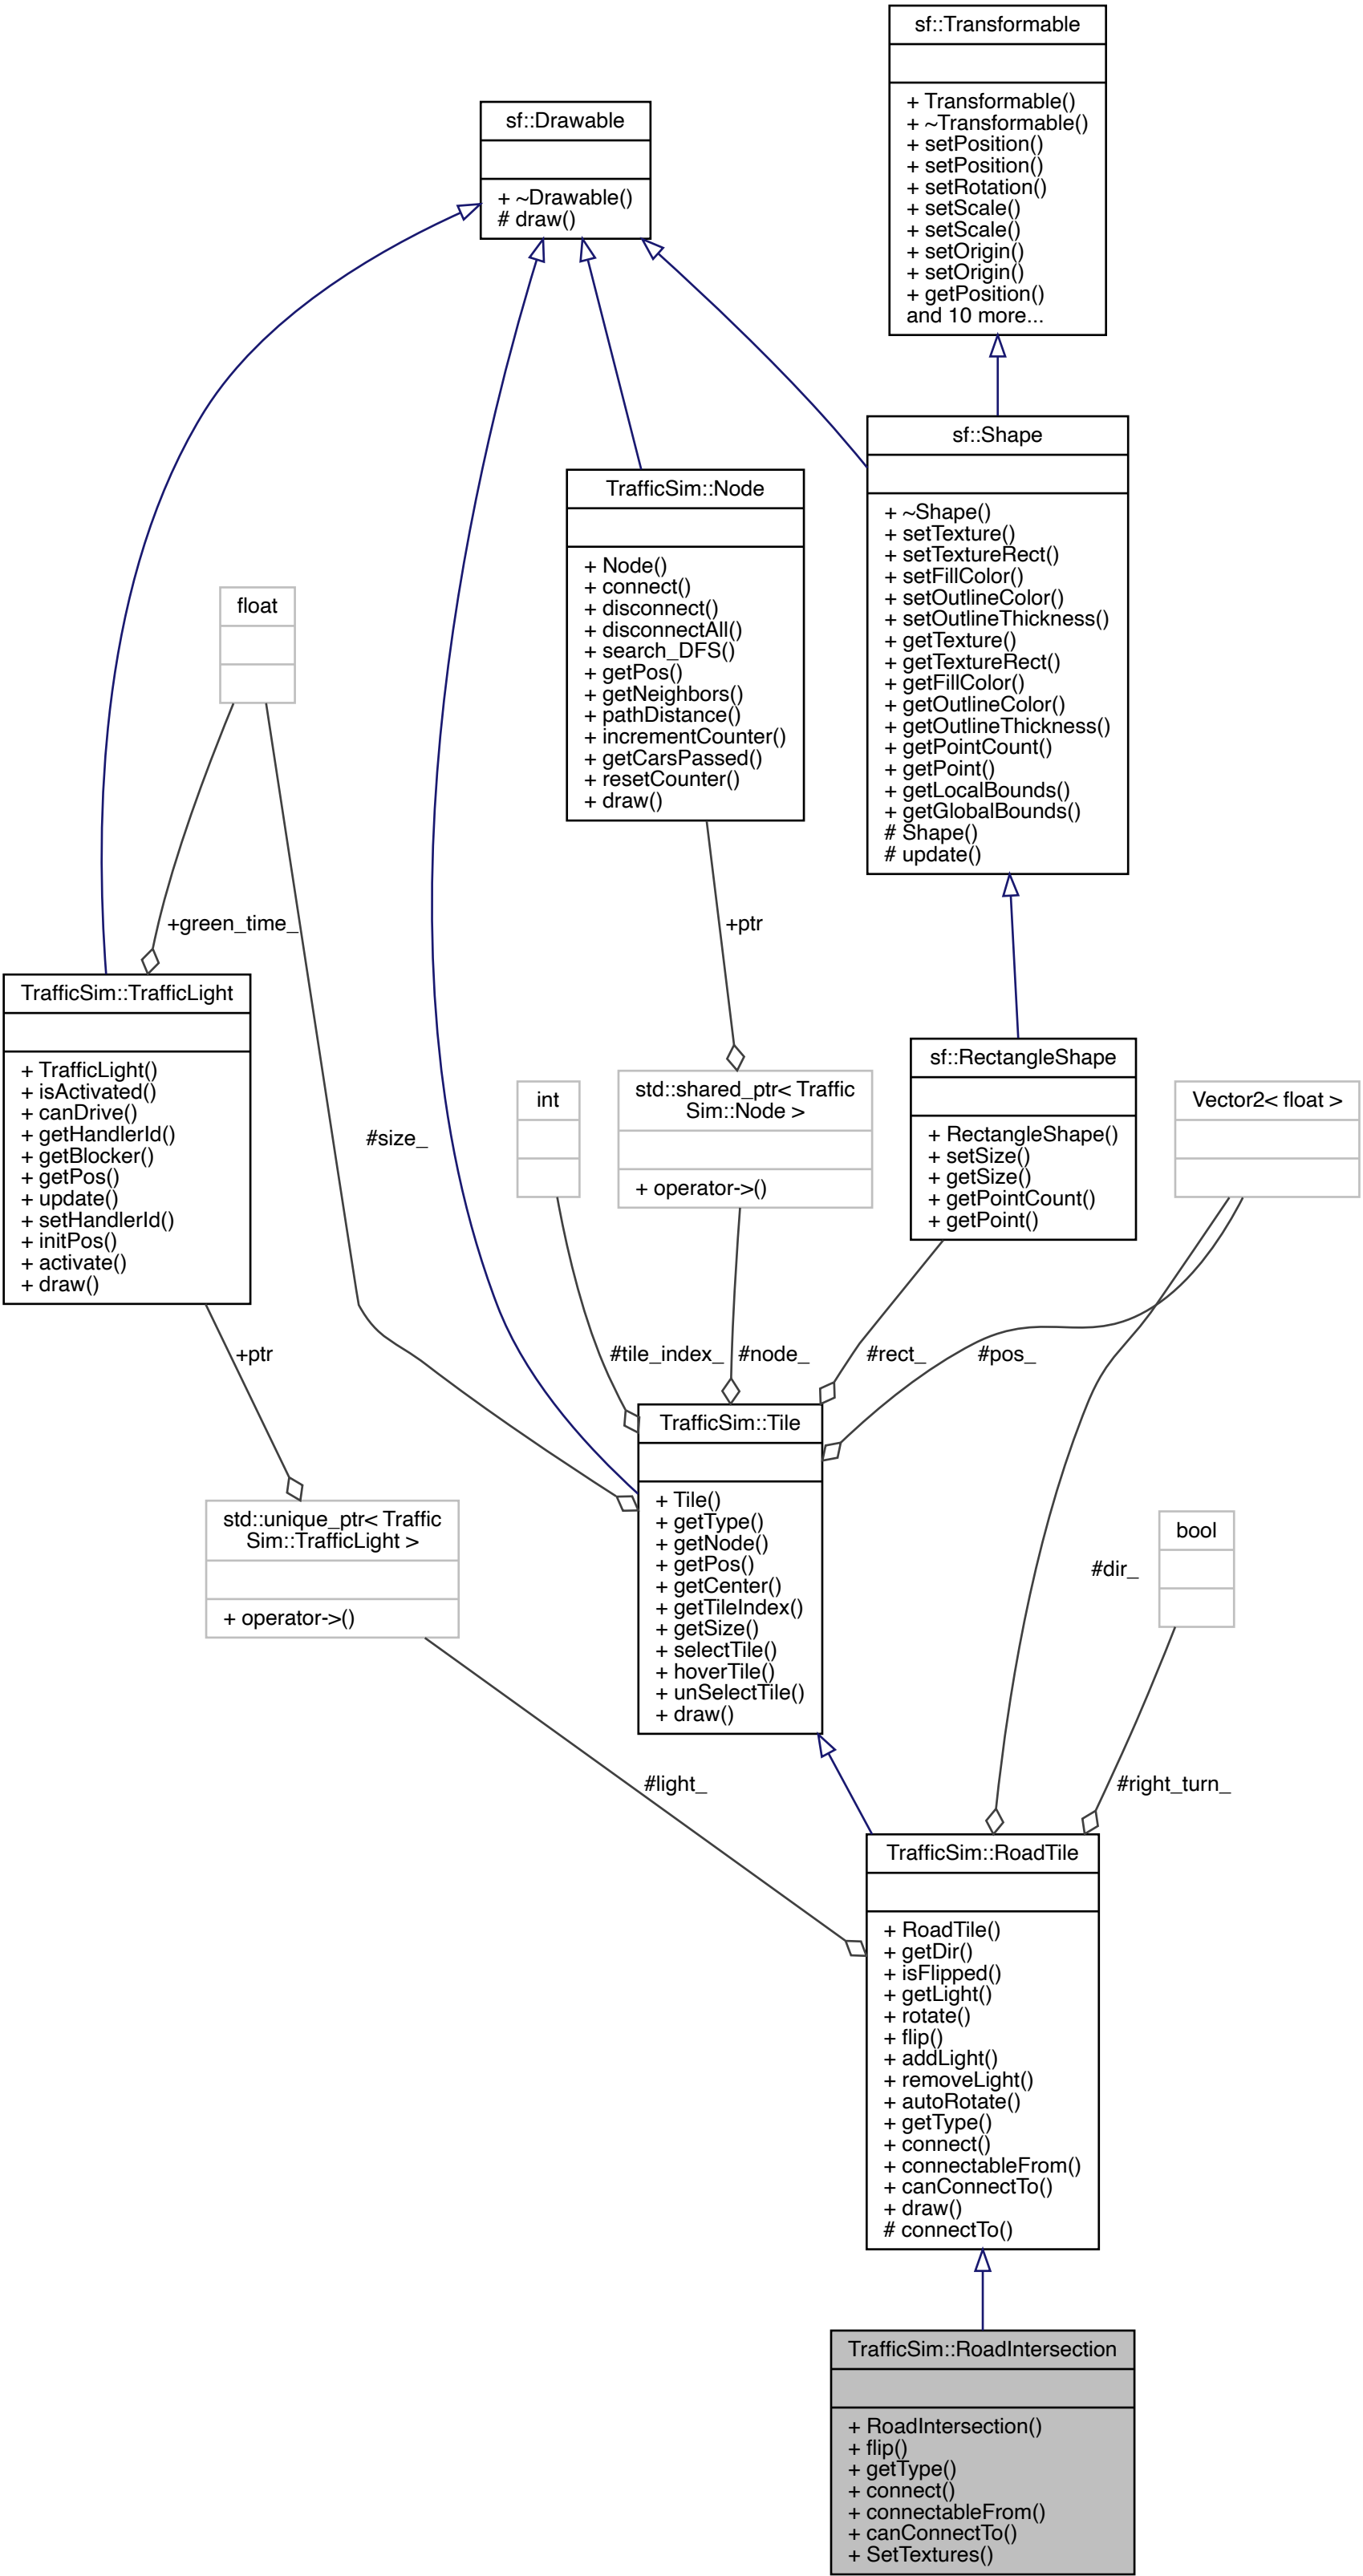 sf::Transformable
+ Transformable()
+ ~Transformable()
+ setPosition()
+ setPosition()
+ setRotation()
+ setScale()
+ setScale()
+ setOrigin()
+ setOrigin()
+ getPosition()
and 10 more...
sf::Drawable
+ ~Drawable()
# draw()
sf::Shape
+ ~Shape()
+ setTexture()
+ setTextureRect()
+ setFillColor()
+ setOutlineColor()
+ setOutlineThickness()
+ getTexture()
+ getTextureRect()
+ getFillColor()
+ getOutlineColor()
+ getOutlineThickness()
+ getPointCount()
+ getPoint()
+ getLocalBounds()
+ getGlobalBounds()
# Shape()
# update()
TrafficSim::Node
+ Node()
+ connect()
+ disconnect()
+ disconnectAll()
+ search_DFS()
+ getPos()
+ getNeighbors()
+ pathDistance()
+ incrementCounter()
+ getCarsPassed()
+ resetCounter()
+ draw()
float
+green_time_
+ptr
TrafficSim::TrafficLight
+ TrafficLight()
+ isActivated()
+ canDrive()
+ getHandlerId()
+ getBlocker()
+ getPos()
+ update()
+ setHandlerId()
+ initPos()
+ activate()
+ draw()
#size_
int
std::shared_ptr< Traffic
Sim::Node >
+ operator->()
sf::RectangleShape
+ RectangleShape()
+ setSize()
+ getSize()
+ getPointCount()
+ getPoint()
Vector2< float >
+ptr
#tile_index_
#node_
#rect_
#pos_
TrafficSim::Tile
+ Tile()
+ getType()
+ getNode()
+ getPos()
+ getCenter()
+ getTileIndex()
+ getSize()
+ selectTile()
+ hoverTile()
+ unSelectTile()
+ draw()
std::unique_ptr< Traffic
Sim::TrafficLight >
+ operator->()
#dir_
bool
#light_
#right_turn_
TrafficSim::RoadTile
+ RoadTile()
+ getDir()
+ isFlipped()
+ getLight()
+ rotate()
+ flip()
+ addLight()
+ removeLight()
+ autoRotate()
+ getType()
+ connect()
+ connectableFrom()
+ canConnectTo()
+ draw()
# connectTo()
TrafficSim::RoadIntersection
+ RoadIntersection()
+ flip()
+ getType()
+ connect()
+ connectableFrom()
+ canConnectTo()
+ SetTextures()